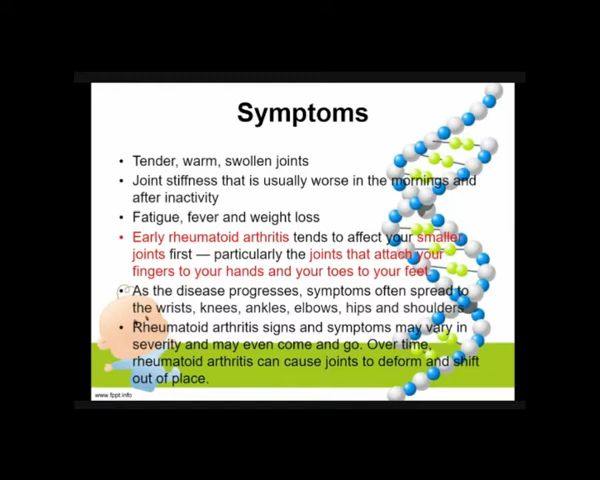 Symptoms
• Tender, warm, swollen joints
• Joint stiffness that is usually worse in the mornings and
after inactivity
• Fatigue, fever and weight loss
• Early rheumatoid arthritis tends to affect your smaller
joints first — particularly the joints that attach your
fingers to your hands and your toes to your feet.
• As the disease progresses, symptoms often spread to
the wrists, knees, ankles, elbows, hips and shoulders
• Rheumatoid arthritis signs and symptoms may vary in
severity and may even come and go. Over time,
rheumatoid arthritis can cause joints to deform and shift
out of place.
www.fppt.info